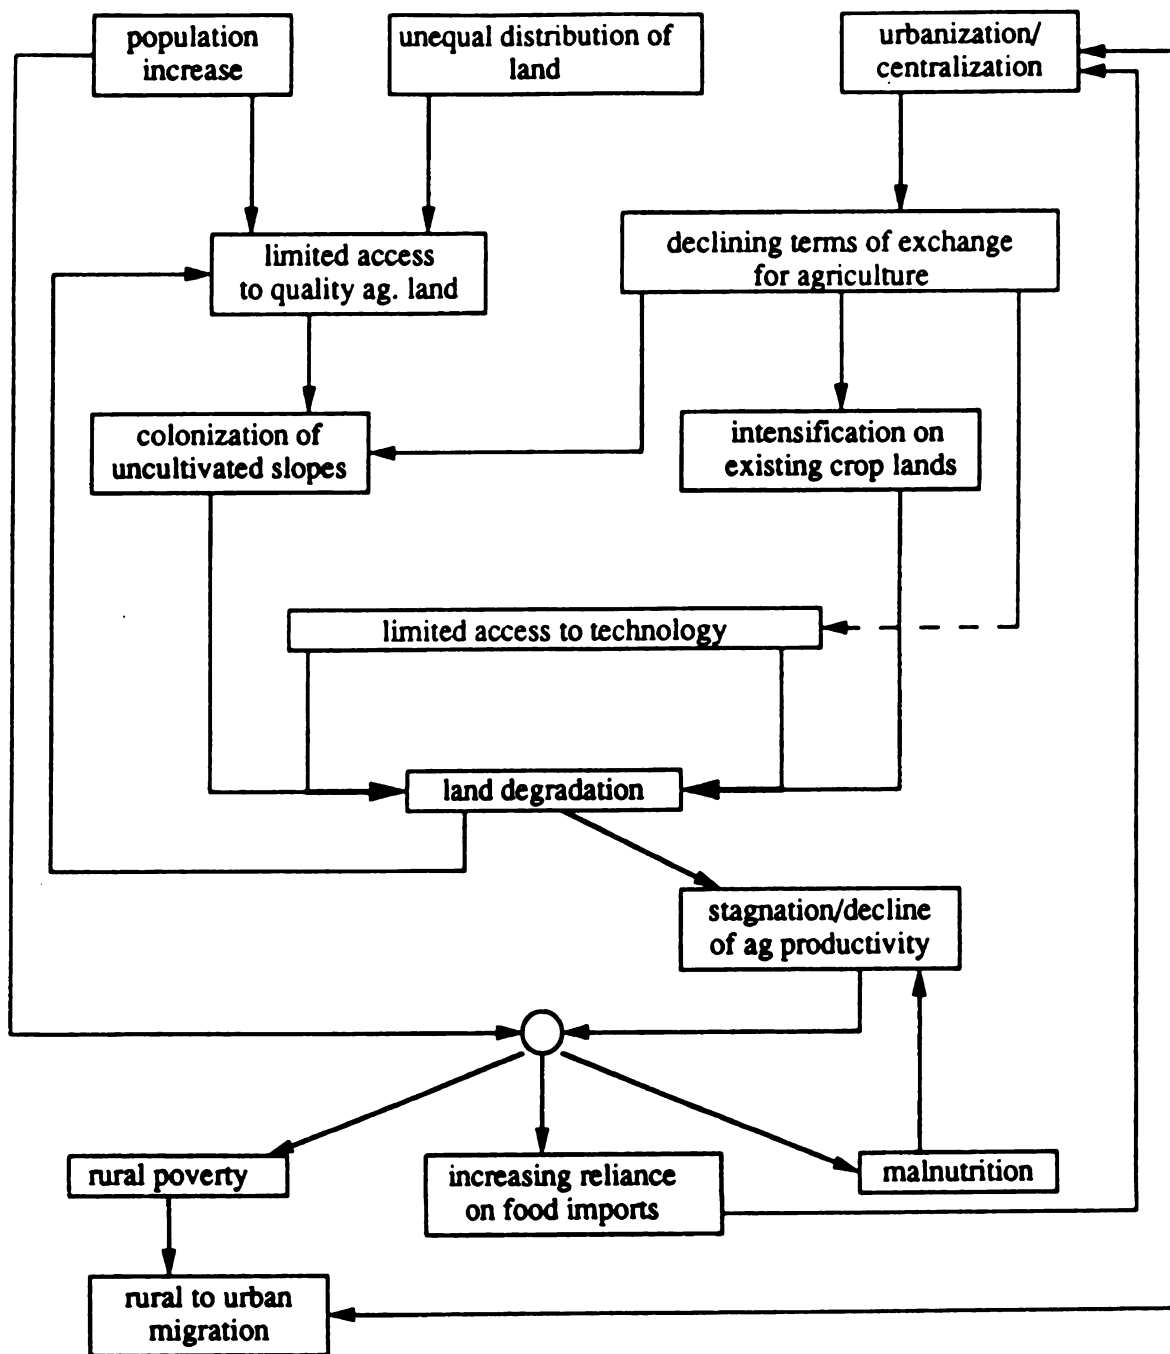 population
increase
unequal distribution of
land
urbanization/
centralization
limited access
to quality ag. land
declining terms of exchange
for agriculture
colonization of
uncultivated slopes
intensification on
existing crop lands
limited access to technology
land degradation
stagnation/decline
of ag productivity
rural poverty
increasing reliance
on food imports
malnutrition
rural to urban
migration